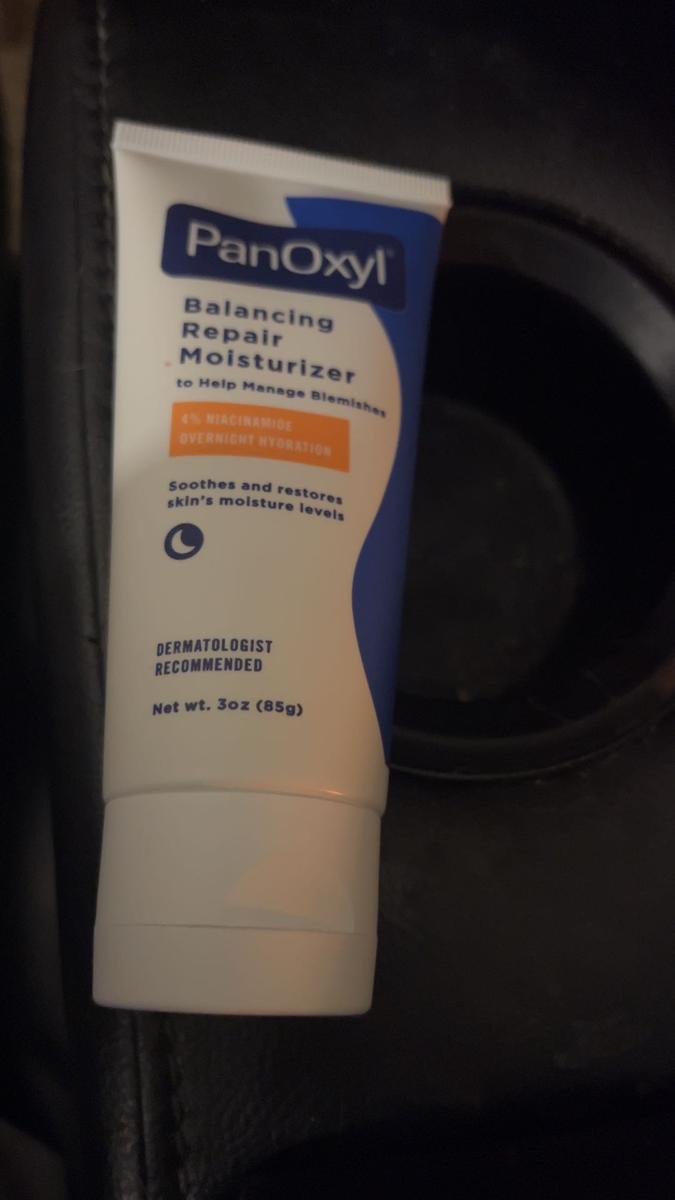 PanOxyl®
Balancing
Repair
Moisturizer
to Help Manage Blemishes
4% NIACINAMIDE
OVERNIGHT HYDRATION
Soothes and restores
skin's moisture levels
DERMATOLOGIST
RECOMMENDED
Net wt. 3oz (85g)